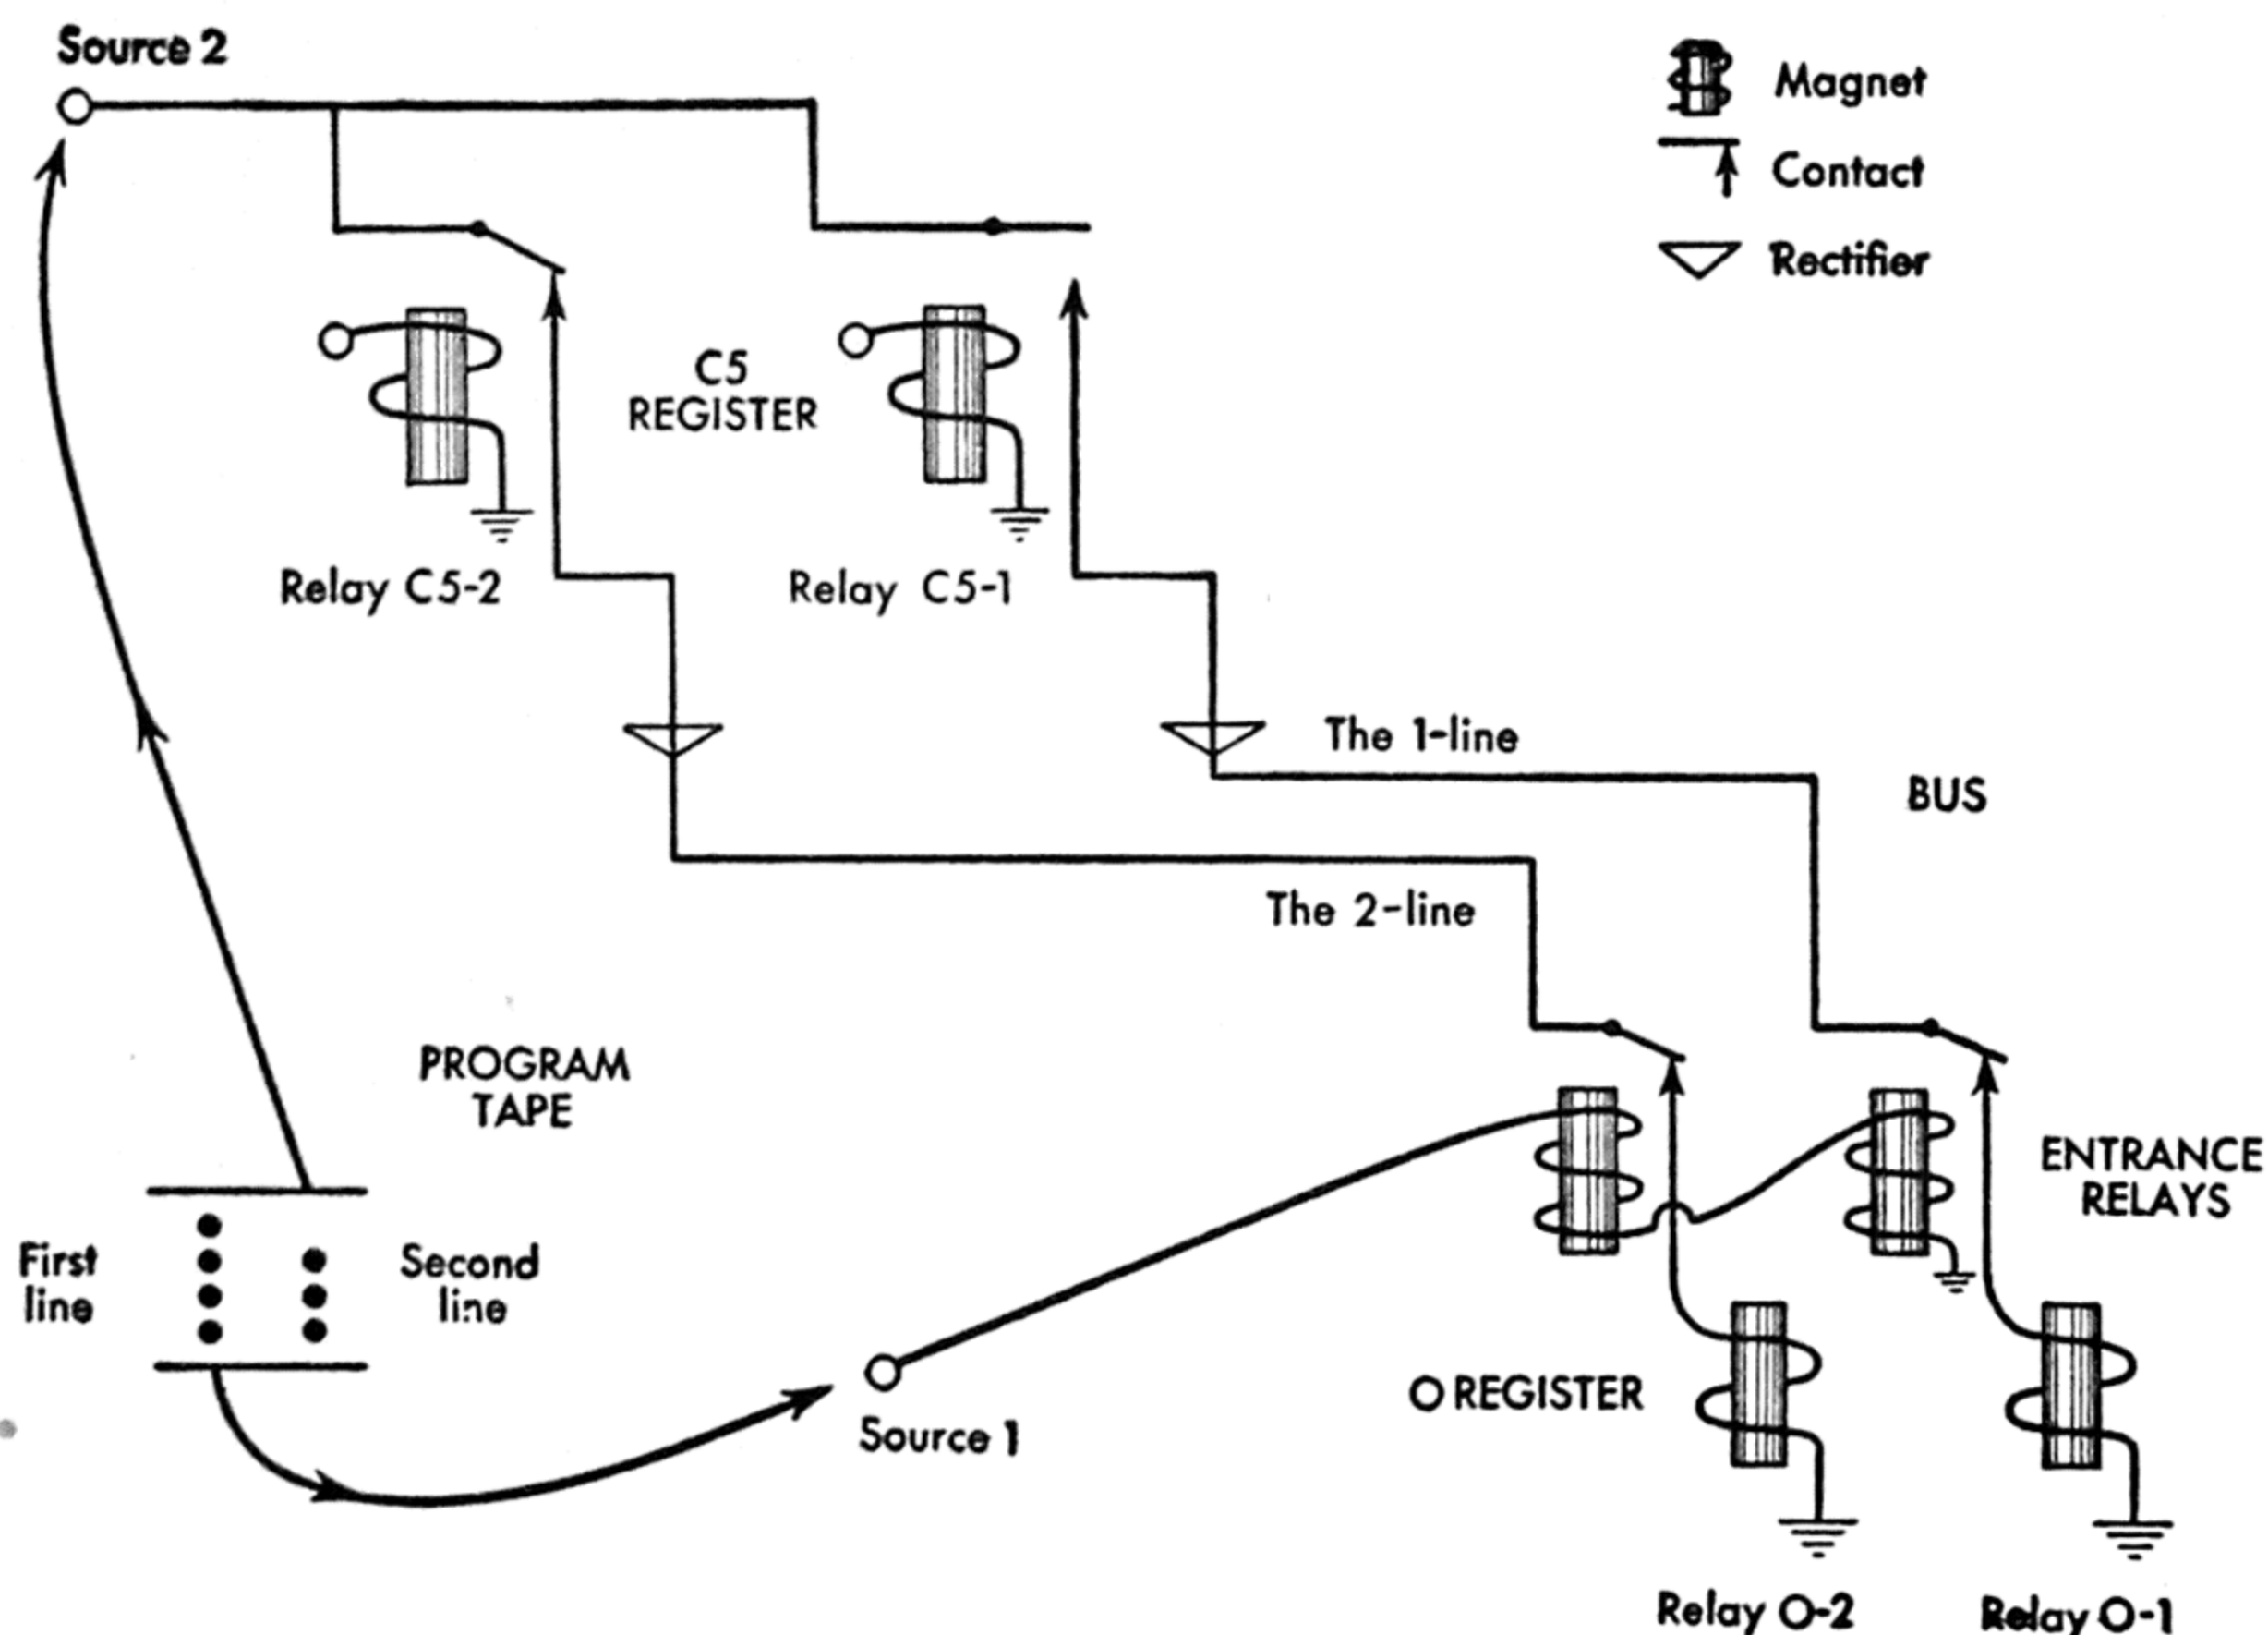 Source 2
Magnet
Contact
Rectifier
C5
REGISTER
Relay C5-2
Relay C5-1
The 1-line
BUS
The 2-line
PROGRAM
TAPE
First
line
Second
line
ENTRANCE
RELAYS
O REGISTER
Source 1
Relay O-2
Relay O-1